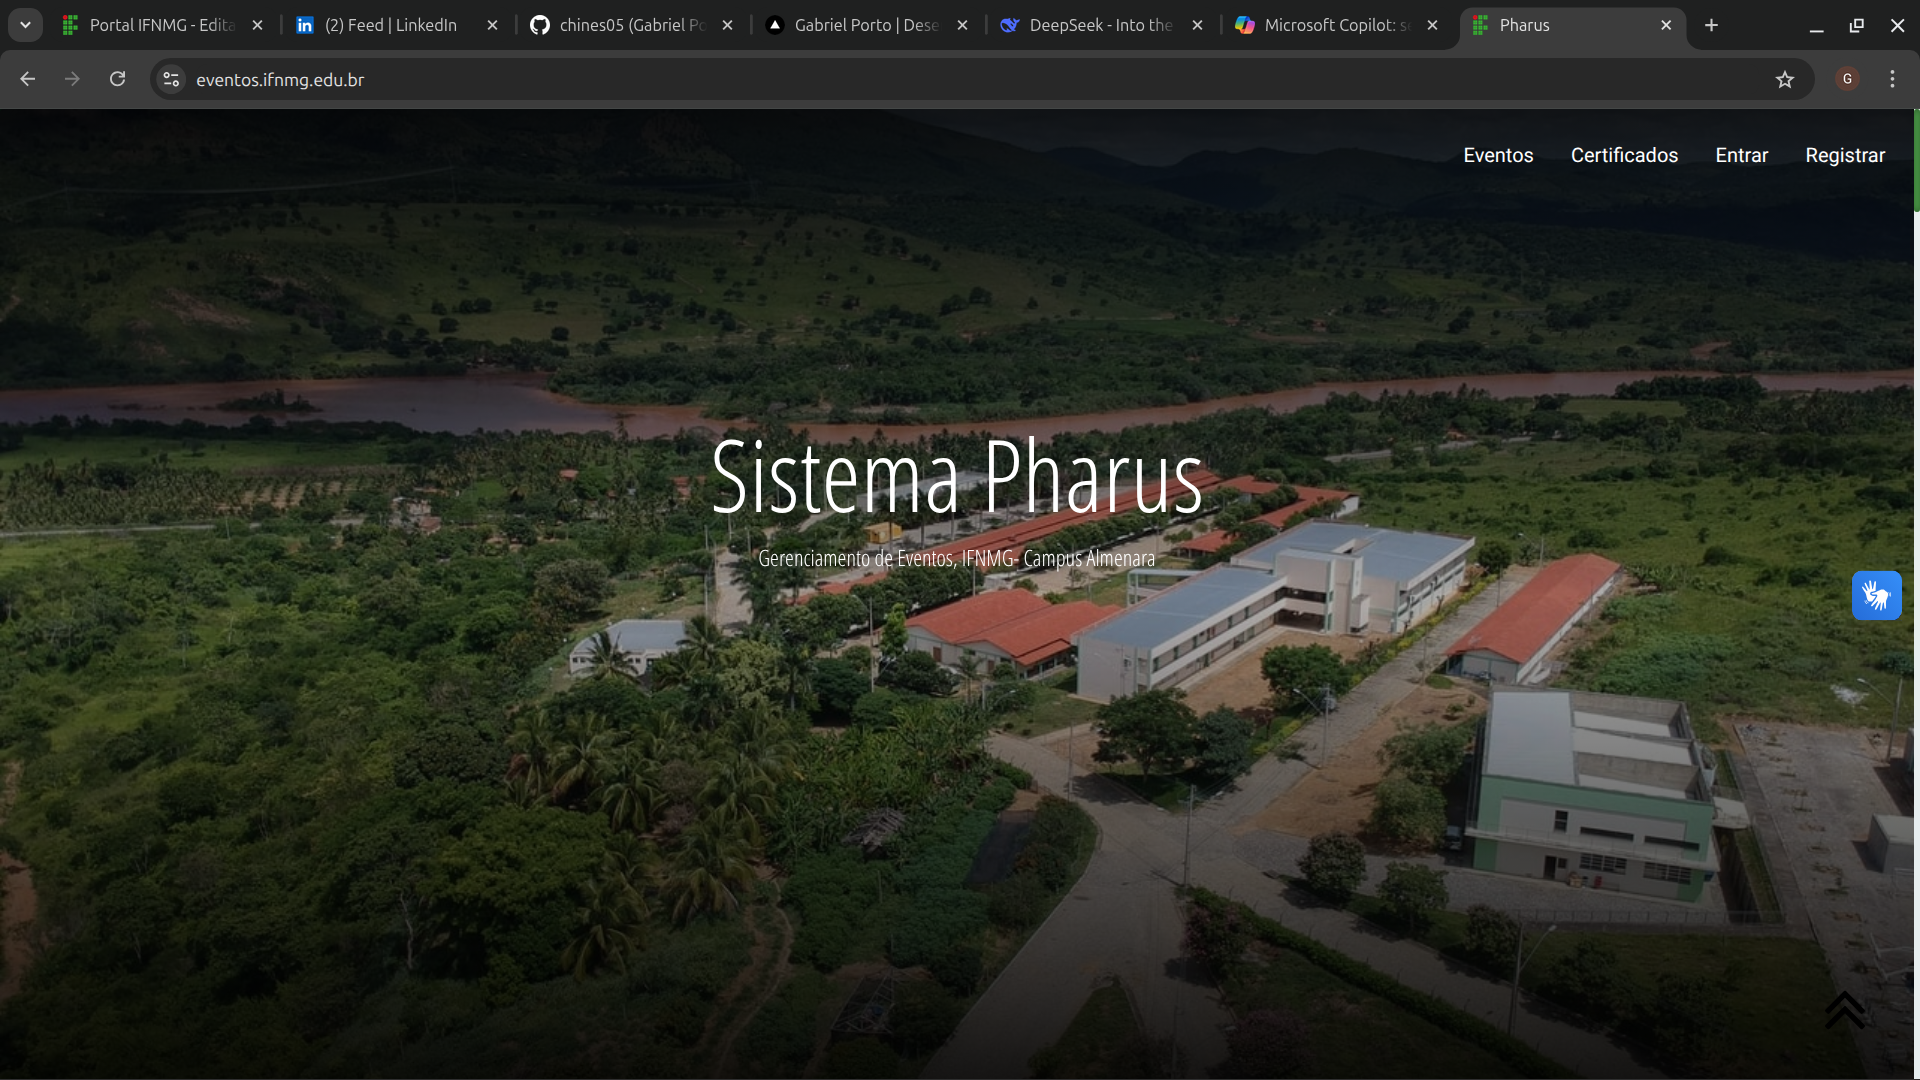 Portal IFNMG - Edita
(2) Feed | LinkedIn
chines05 (Gabriel Po
Gabriel Porto | Dese
DeepSeek - Into the
Microsoft Copilot: s
Pharus
eventos.ifnmg.edu.br
G
Eventos
Certificados
Entrar
Registrar
Sistema Pharus
Gerenciamento de Eventos, IFNMG- Campus Almenara